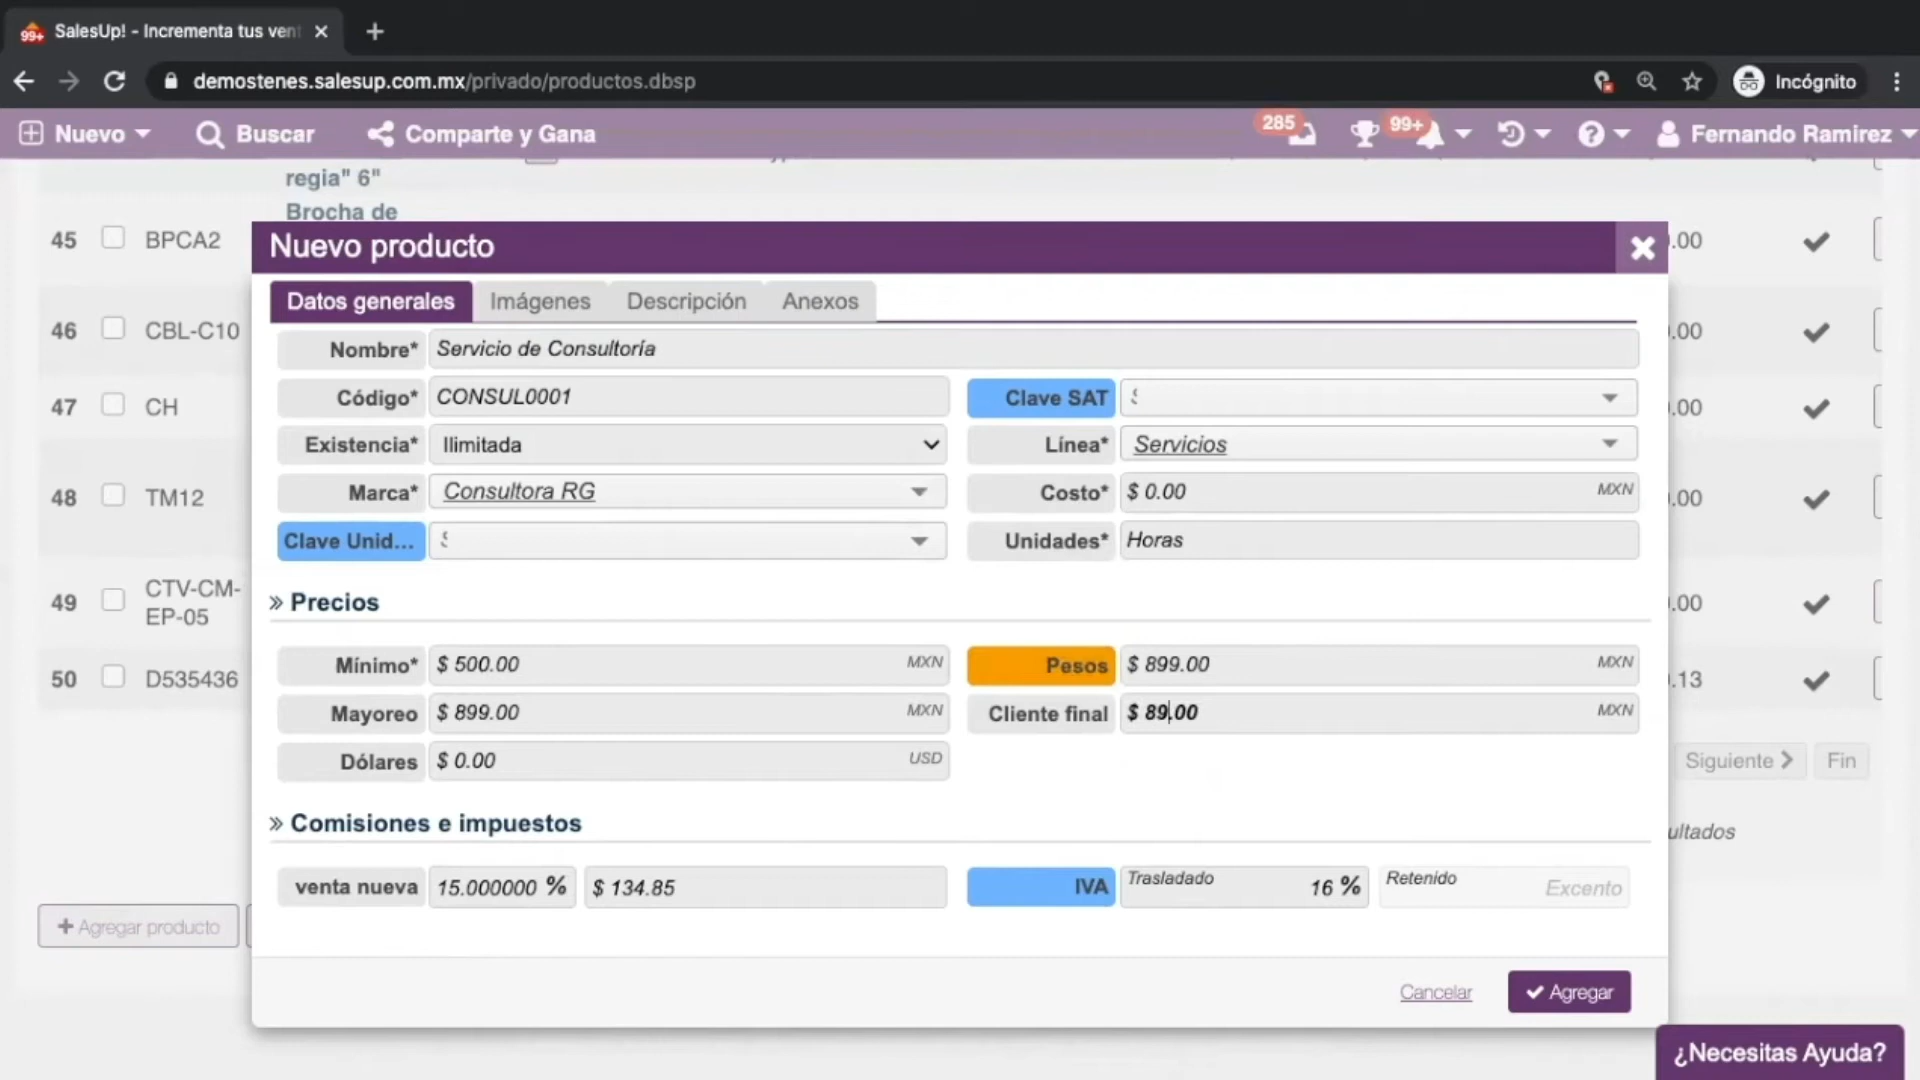 99+ SalesUp! - Incrementa tus vent
demostenes.salesup.com.mx/privado/productos.dbsp
Incógnito
Nuevo Buscar Comparte y Gana 285 99+ Fernando Ramirez
regia" 6"
Brocha de
45 BPCA2 .00
Nuevo producto
Datos generales Imágenes Descripción Anexos
46 CBL-C10 .00
Nombre* Servicio de Consultoría
Código* CONSUL0001 Clave SAT
47 CH .00
Existencia* Ilimitada Línea* Servicios
48 TM12 .00
Marca* Consultora RG Costo* $ 0.00 MXN
Clave Unid... Unidades* Horas
49 CTV-CM-
EP-05 .00
» Precios
50 D535436 .13
Mínimo* $ 500.00 MXN Pesos $ 899.00 MXN
Mayoreo $ 899.00 MXN Cliente final $ 89.00 MXN
Dólares $ 0.00 USD
Siguiente Fin
» Comisiones e impuestos
ultados
venta nueva 15.000000 % $ 134.85 IVA Trasladado 16 % Retenido Excento
+ Agregar producto
Cancelar Agregar
¿Necesitas Ayuda?